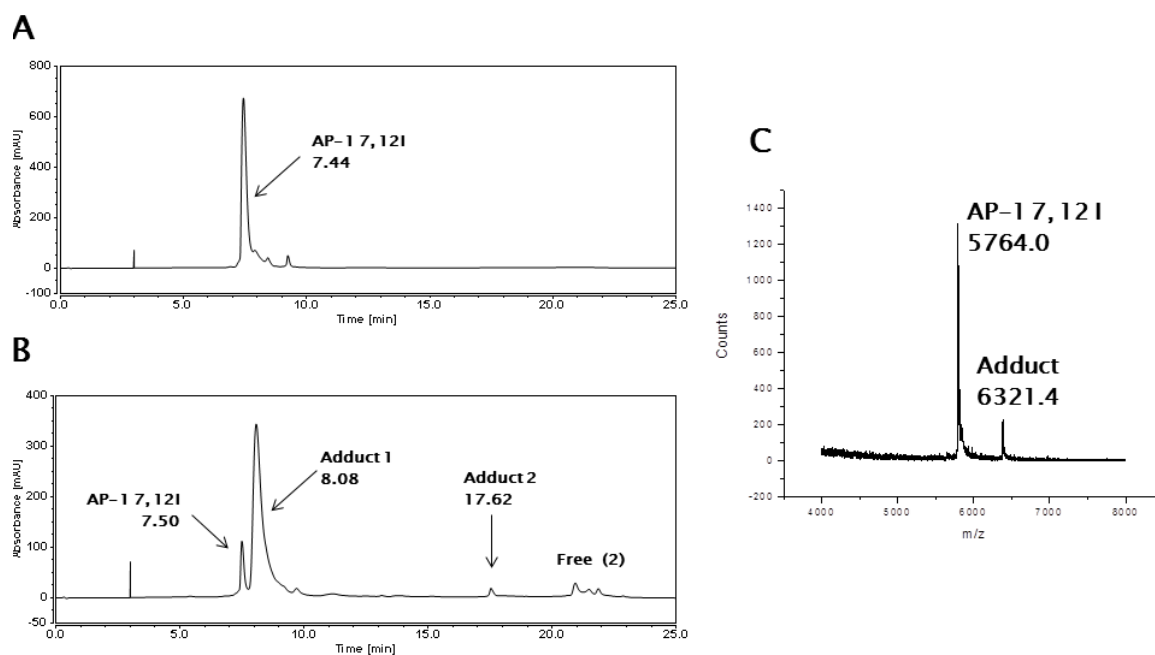 A
Absorbance [mAU]
800
600
400
200
0
-100
AP-1 7, 12I
7.44
0.0 5.0 10.0 15.0 20.0 25.0
Time [min]
B
Absorbance [mAU]
400
300
200
100
0
-50
AP-1 7, 12I
7.50
Adduct 1
8.08
Adduct 2
17.62
Free (2)
0.0 5.0 10.0 15.0 20.0 25.0
Time [min]
C
Counts
1400
1200
1000
800
600
400
200
0
-200
AP-1 7, 12 I
5764.0
Adduct
6321.4
4000 5000 6000 7000 8000
m/z